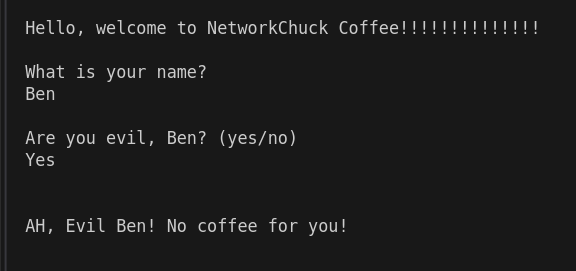 Hello, welcome to NetworkChuck Coffee!!!!!!!!!!!!!!
What is your name?
Ben
Are you evil, Ben? (yes/no)
Yes
AH, Evil Ben! No coffee for you!